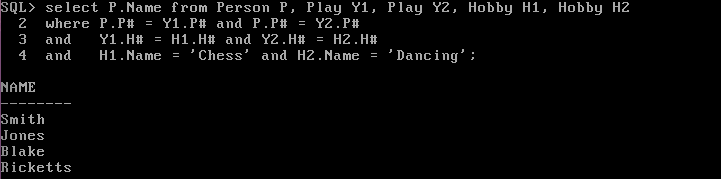 SQL> select P.Name from Person P, Play Y1, Play Y2, Hobby H1, Hobby H2
2 where P.P# = Y1.P# and P.P# = Y2.P#
3 and Y1.H# = H1.H# and Y2.H# = H2.H#
4 and H1.Name = 'Chess' and H2.Name = 'Dancing';
NAME
--------
Smith
Jones
Blake
Ricketts